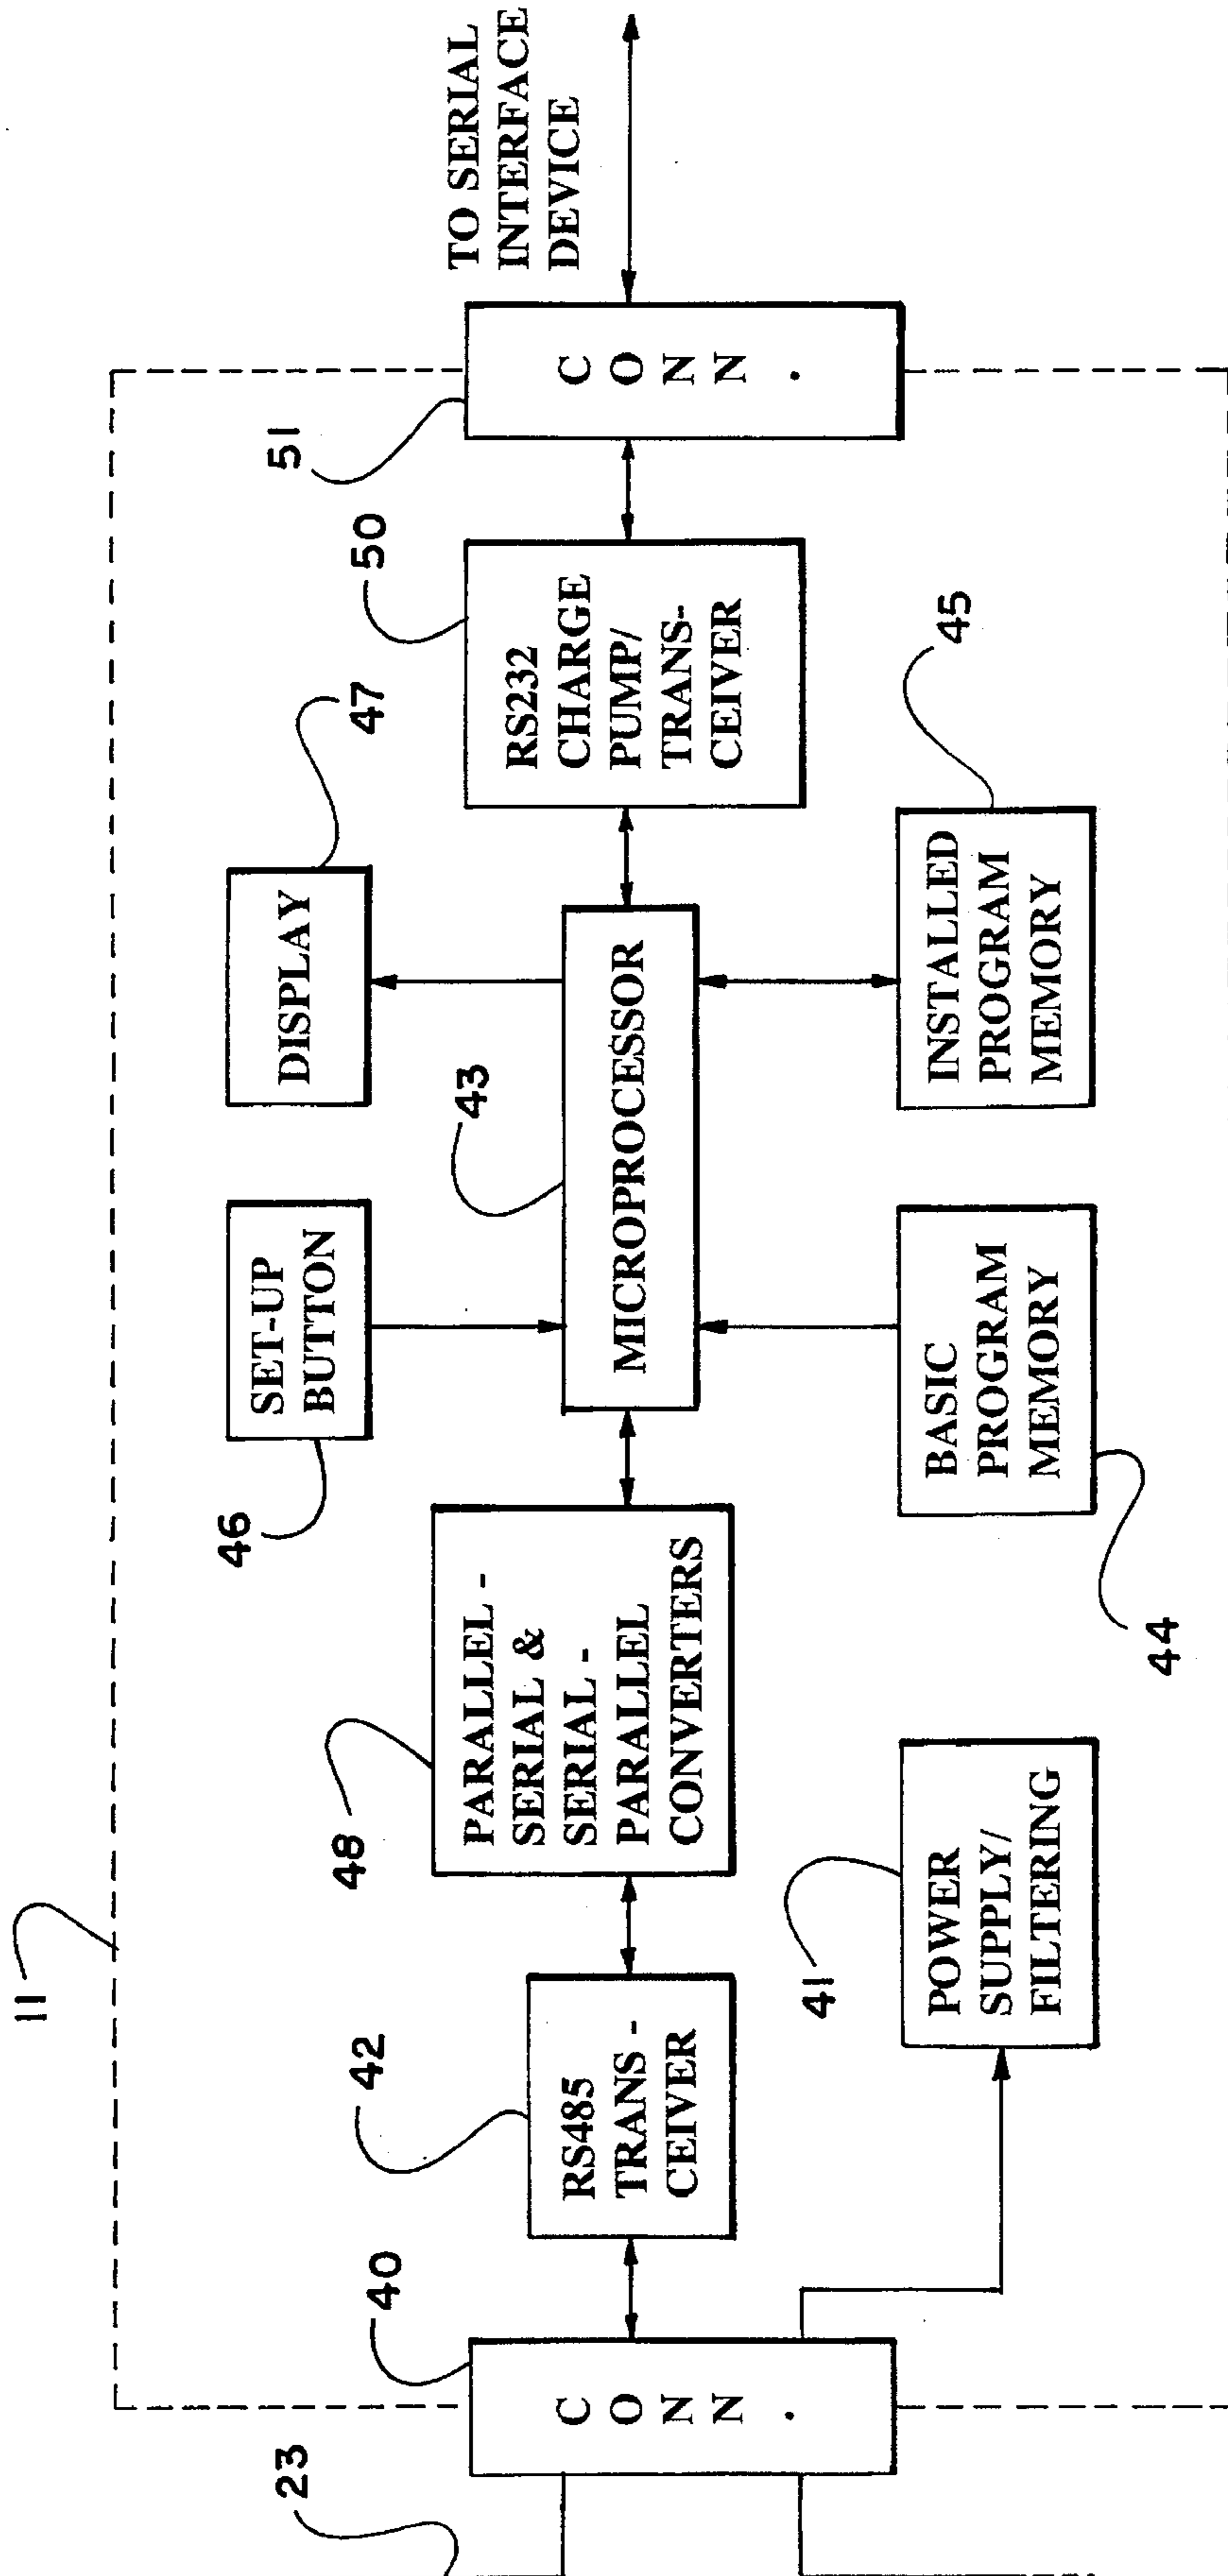 11
SET-UP
BUTTON
46
DISPLAY
47
23
C
O
N
N
.
40
RS485
TRANS -
CEIVER
42
PARALLEL -
SERIAL &
SERIAL -
PARALLEL
CONVERTERS
48
MICROPROCESSOR
43
RS232
CHARGE
PUMP/
TRANS-
CEIVER
50
C
O
N
N
.
51
TO SERIAL
INTERFACE
DEVICE
POWER
SUPPLY/
FILTERING
41
BASIC
PROGRAM
MEMORY
44
INSTALLED
PROGRAM
MEMORY
45